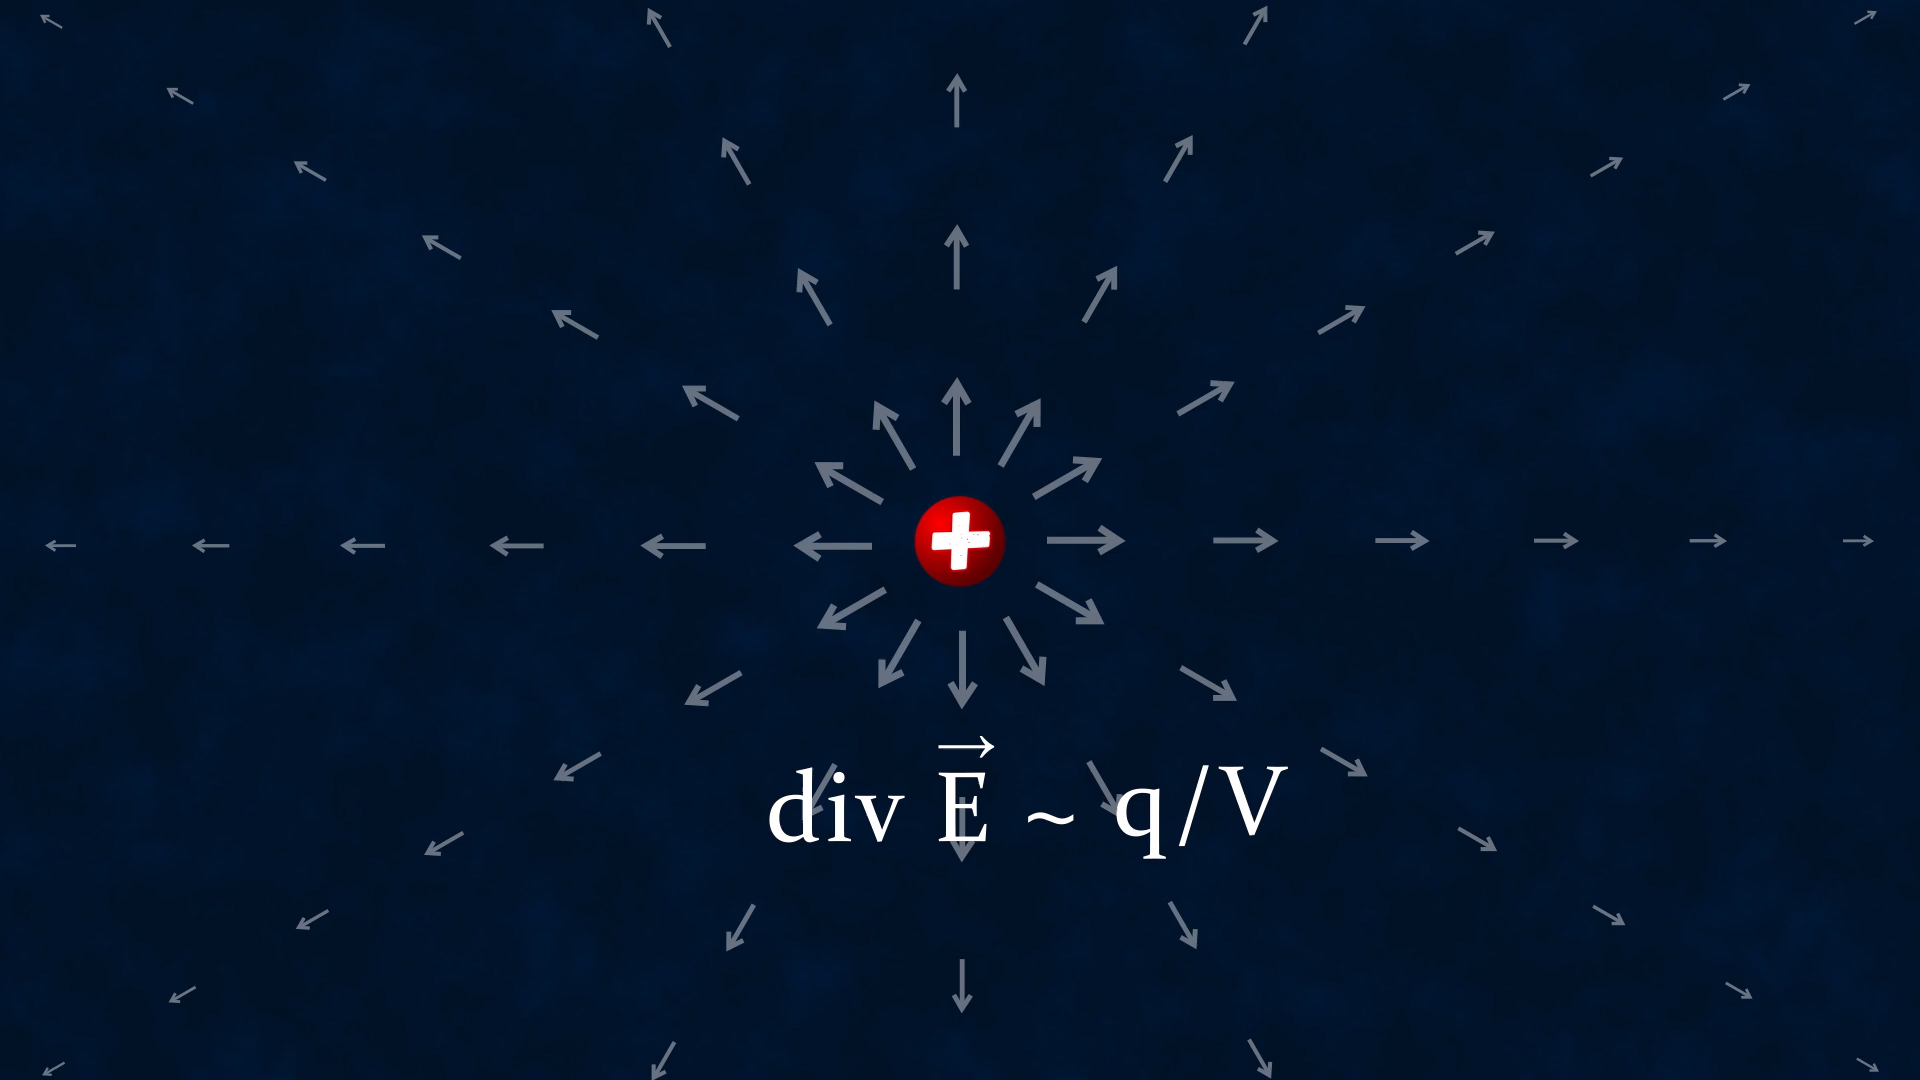 +
div E⃗ ~ q/V